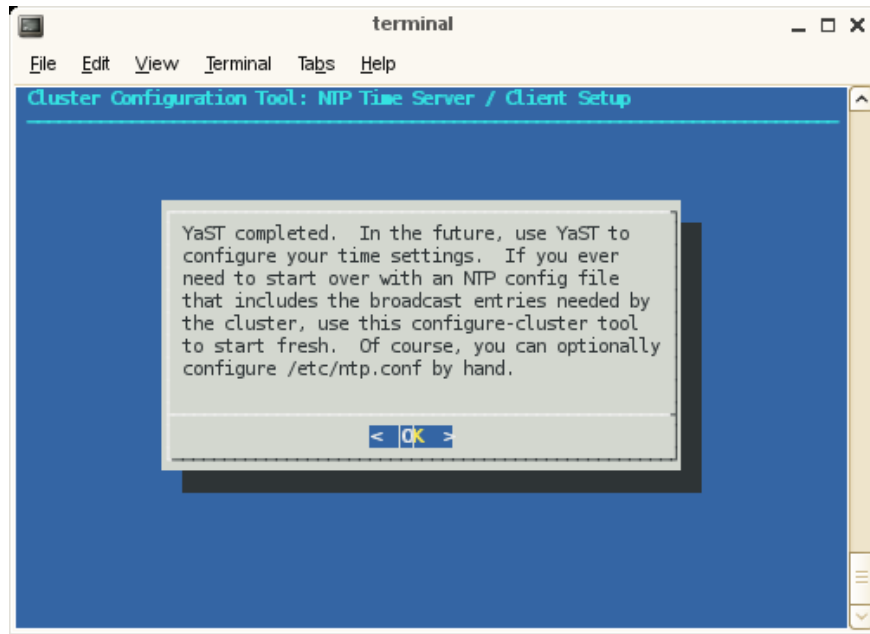 terminal
File Edit View Terminal Tabs Help
Cluster Configuration Tool: NTP Time Server / Client Setup
YaST completed.  In the future, use YaST to
configure your time settings.  If you ever
need to start over with an NTP config file
that includes the broadcast entries needed by
the cluster, use this configure-cluster tool
to start fresh.  Of course, you can optionally
configure /etc/ntp.conf by hand.
< OK >